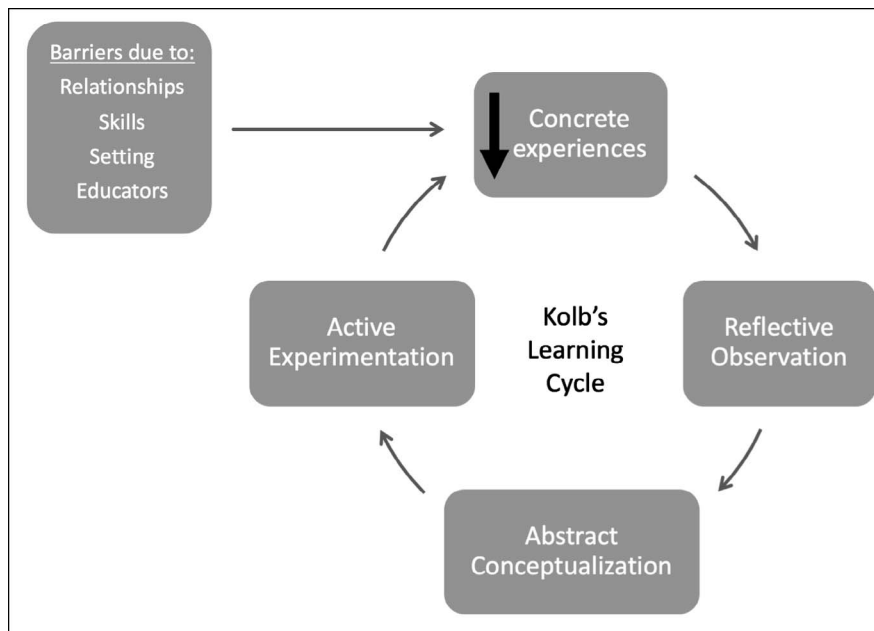 Barriers due to:
Relationships
Skills
Setting
Educators
Concrete
experiences
Reflective
Observation
Abstract
Conceptualization
Active
Experimentation
Kolb's
Learning
Cycle